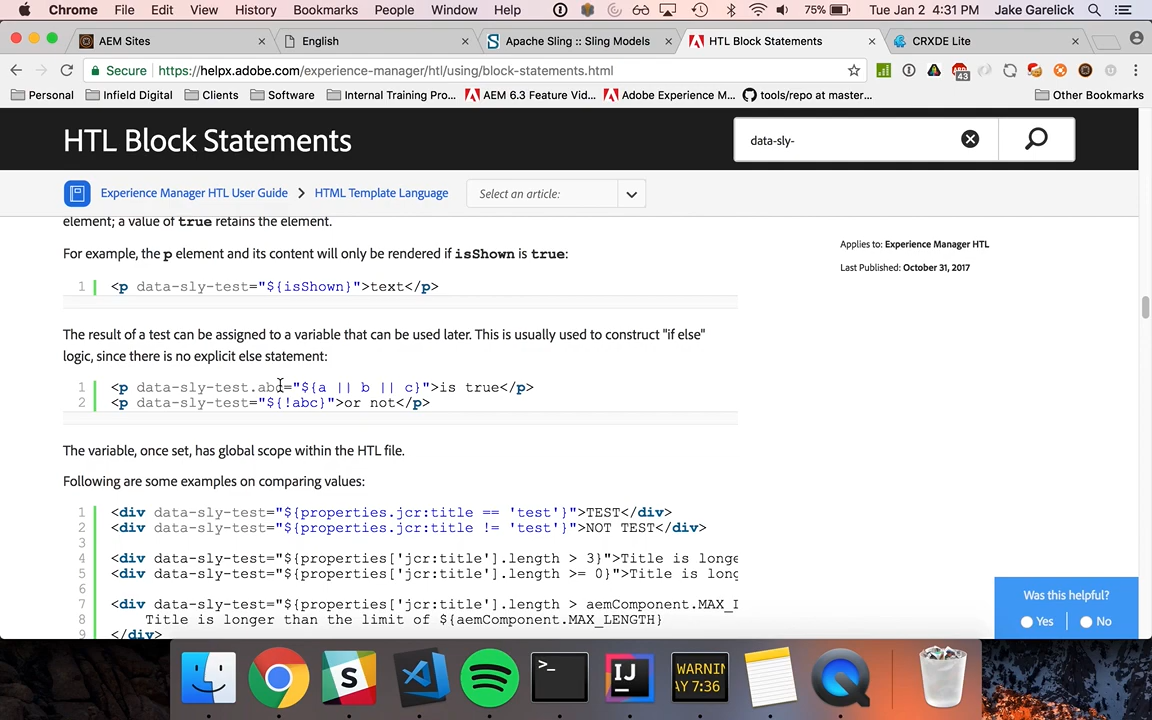 Chrome File Edit View History Bookmarks People Window Help 75% Tue Jan 2 4:31 PM Jake Garelick
AEM Sites
English
Apache Sling :: Sling Models
HTL Block Statements
CRXDE Lite
Secure https://helpx.adobe.com/experience-manager/htl/using/block-statements.html
43
Personal Infield Digital Clients Software Internal Training Pro... AEM 6.3 Feature Vid... Adobe Experience M... tools/repo at master... Other Bookmarks
HTL Block Statements
data-sly-
Experience Manager HTL User Guide HTML Template Language Select an article:
element; a value of true retains the element.
Applies to: Experience Manager HTL
Last Published: October 31, 2017
For example, the p element and its content will only be rendered if isShown is true:
1 <p data-sly-test="${isShown}">text</p>
The result of a test can be assigned to a variable that can be used later. This is usually used to construct "if else"
logic, since there is no explicit else statement:
1 <p data-sly-test.abc="${a || b || c}">is true</p>
2 <p data-sly-test="${!abc}">or not</p>
The variable, once set, has global scope within the HTL file.
Following are some examples on comparing values:
1 <div data-sly-test="${properties.jcr:title == 'test'}">TEST</div>
2 <div data-sly-test="${properties.jcr:title != 'test'}">NOT TEST</div>
3
4 <div data-sly-test="${properties['jcr:title'].length > 3}">Title is longe
5 <div data-sly-test="${properties['jcr:title'].length >= 0}">Title is long
6
7 <div data-sly-test="${properties['jcr:title'].length > aemComponent.MAX_L
8 Title is longer than the limit of ${aemComponent.MAX_LENGTH}
9 </div>
Was this helpful?
Yes No
S
>_
IJ
WARNIN
AY 7:36